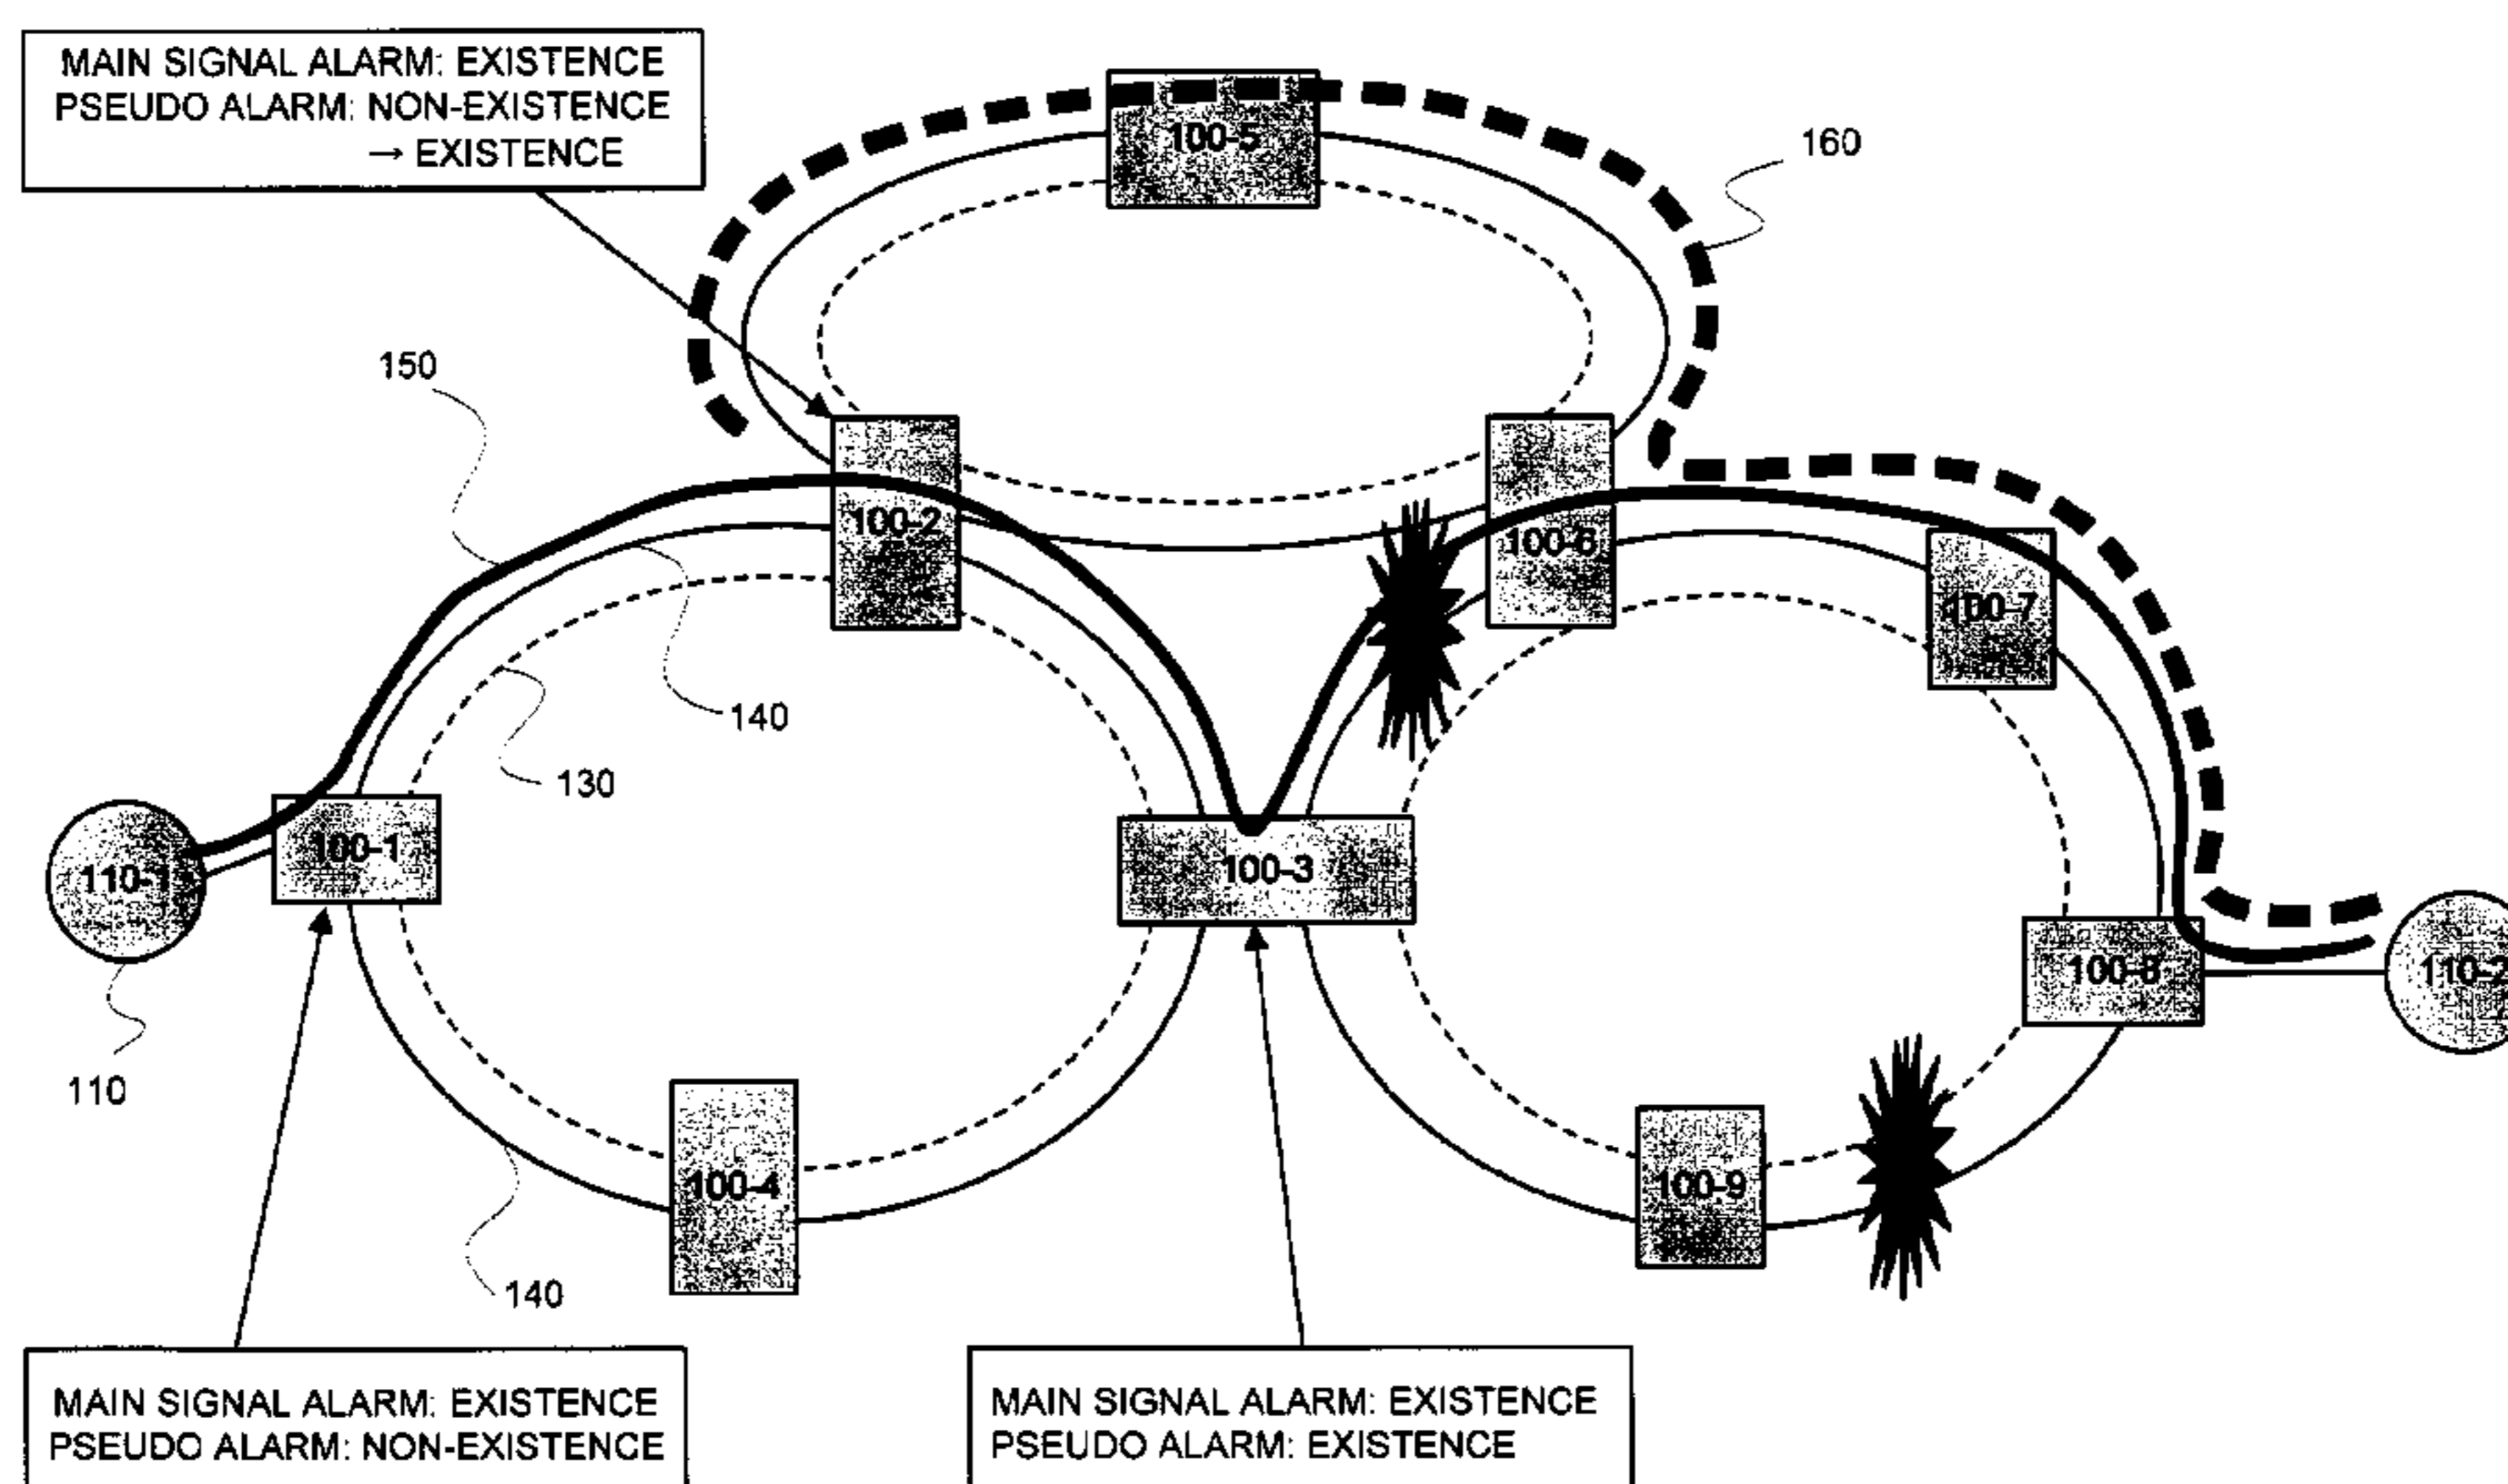 MAIN SIGNAL ALARM: EXISTENCE
PSEUDO ALARM: NON-EXISTENCE
→ EXISTENCE
100-5
160
150
100-2
100-6
100-7
140
130
110-1
100-1
100-3
100-8
110-2
110
100-4
100-9
140
MAIN SIGNAL ALARM: EXISTENCE
PSEUDO ALARM: NON-EXISTENCE
MAIN SIGNAL ALARM: EXISTENCE
PSEUDO ALARM: EXISTENCE